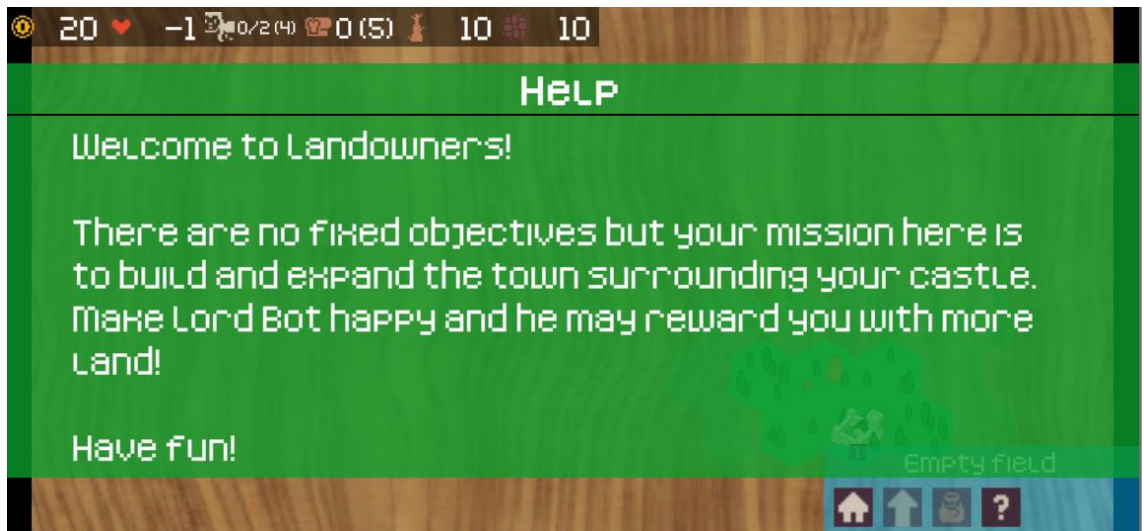 20 -1 0/2 (4) 0 (5) 10 10
Help
Welcome to Landowners!
There are no fixed objectives but your mission here is
to build and expand the town surrounding your castle.
Make Lord Bot happy and he may reward you with more
land!
Have fun!
1
Empty field
?